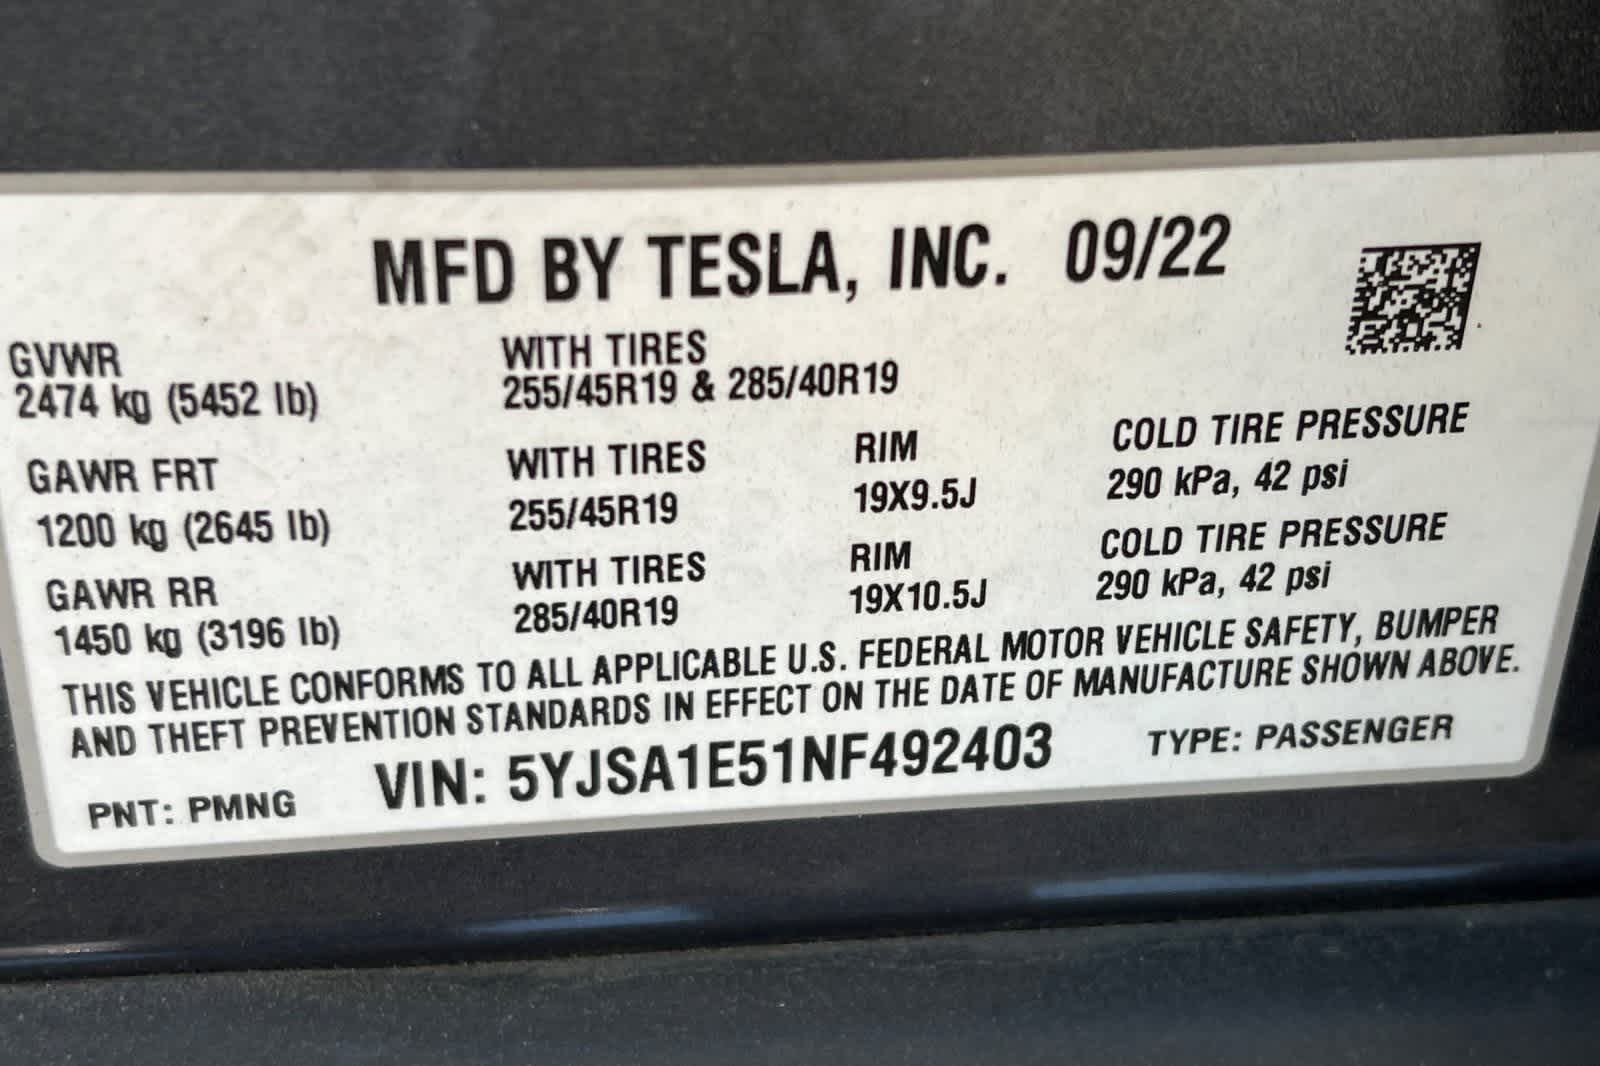 MFD BY TESLA, INC. 09/22
GVWR
2474 kg (5452 lb)
WITH TIRES
255/45R19 & 285/40R19
GAWR FRT
1200 kg (2645 lb)
WITH TIRES
255/45R19
RIM
19X9.5J
COLD TIRE PRESSURE
290 kPa, 42 psi
GAWR RR
1450 kg (3196 lb)
WITH TIRES
285/40R19
RIM
19X10.5J
COLD TIRE PRESSURE
290 kPa, 42 psi
THIS VEHICLE CONFORMS TO ALL APPLICABLE U.S. FEDERAL MOTOR VEHICLE SAFETY, BUMPER
AND THEFT PREVENTION STANDARDS IN EFFECT ON THE DATE OF MANUFACTURE SHOWN ABOVE.
PNT: PMNG
VIN: 5YJSA1E51NF492403
TYPE: PASSENGER